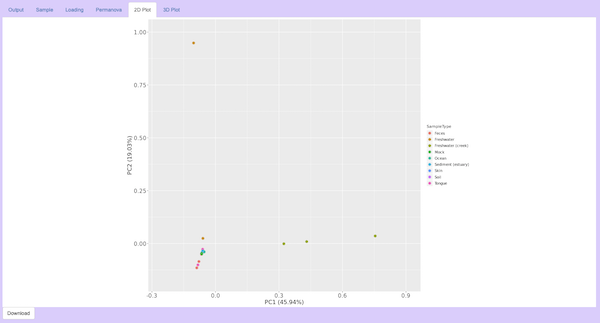 Output Sample Loading Permanova 2D Plot 3D Plot
1.00
0.75
0.50
0.25
0.00
PC2 (19.03%)
-0.3 0.0 0.3 0.6 0.9
PC1 (45.94%)
SampleType
Feces
Freshwater
Freshwater (creek)
Mock
Ocean
Sediment (estuary)
Skin
Soil
Tongue
Download